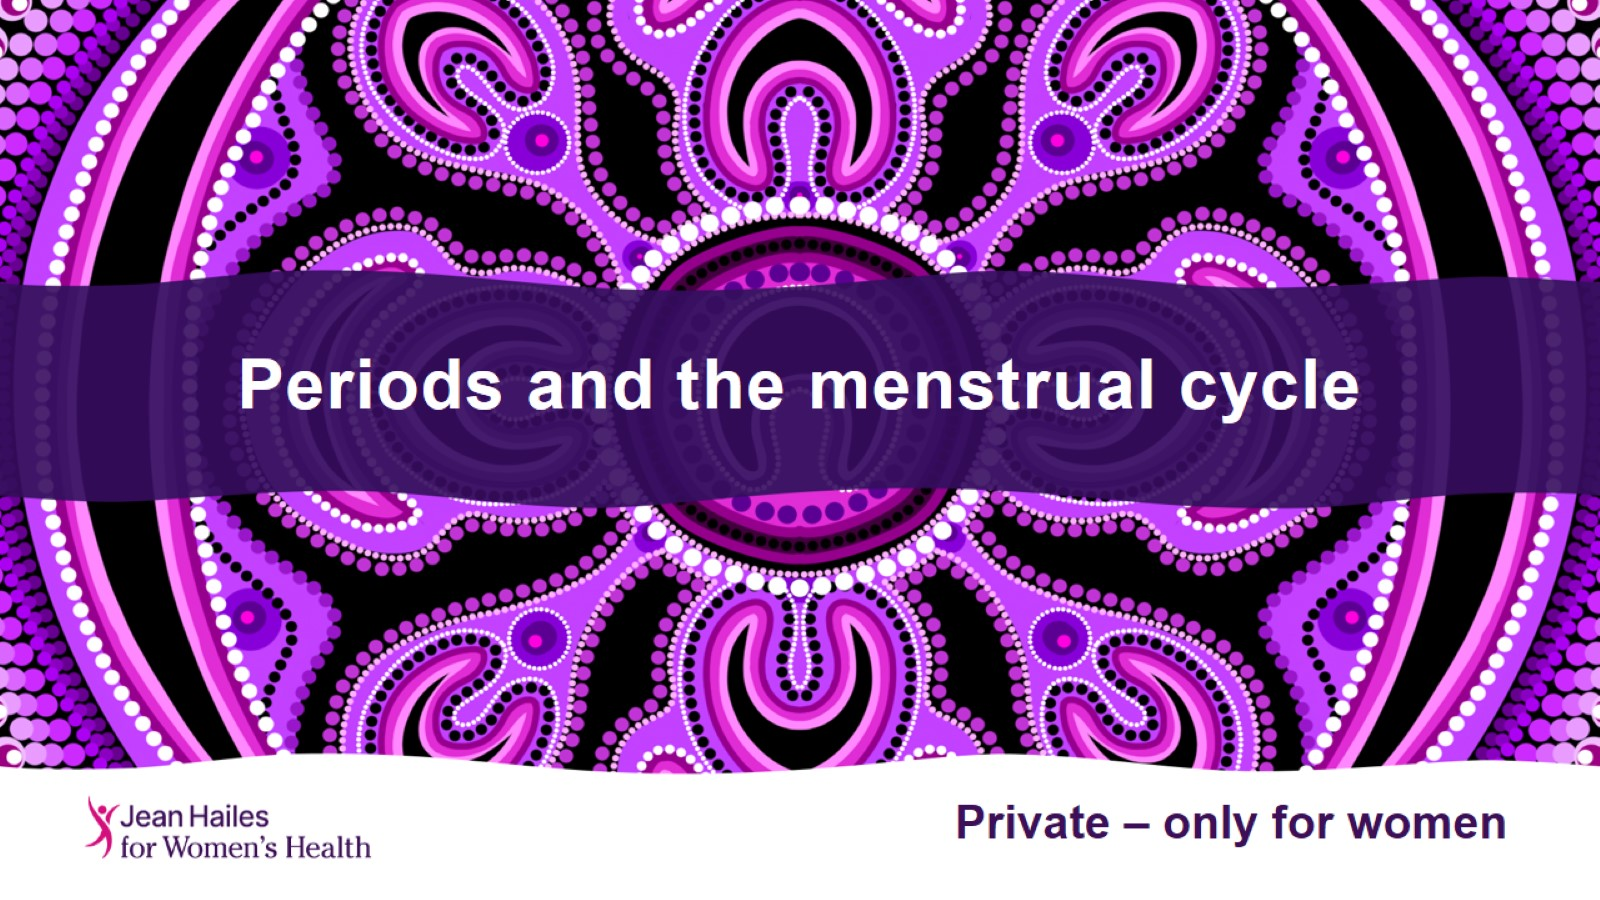 Periods and the menstrual cycle
Jean Hailes
for Women's Health
Private – only for women